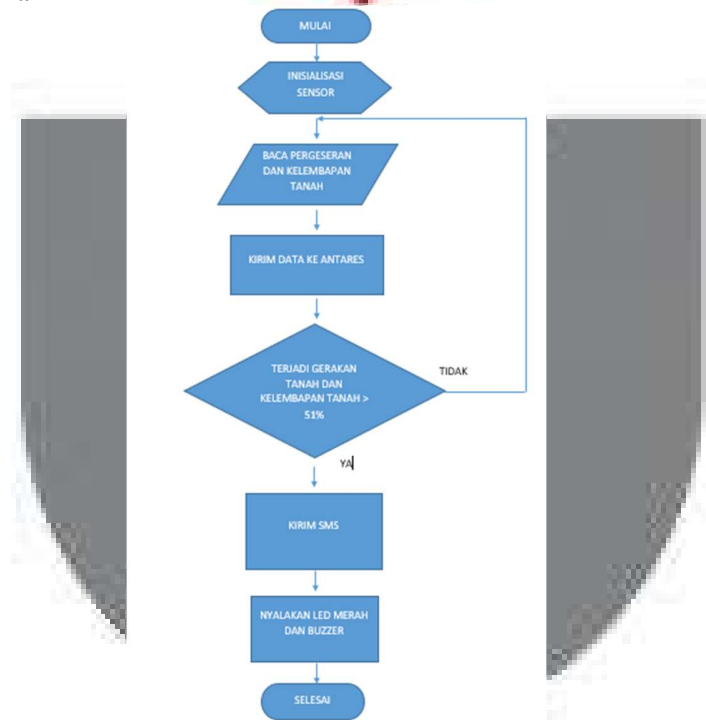 MULAI
INISIALISASI
SENSOR
BACA PERGESERAN
DAN KELEMBAPAN
TANAH
KIRIM DATA KE ANTARES
TERJADI GERAKAN
TANAH DAN
KELEMBAPAN TANAH >
51%
TIDAK
YA
KIRIM SMS
NYALAKAN LED MERAH
DAN BUZZER
SELESAI